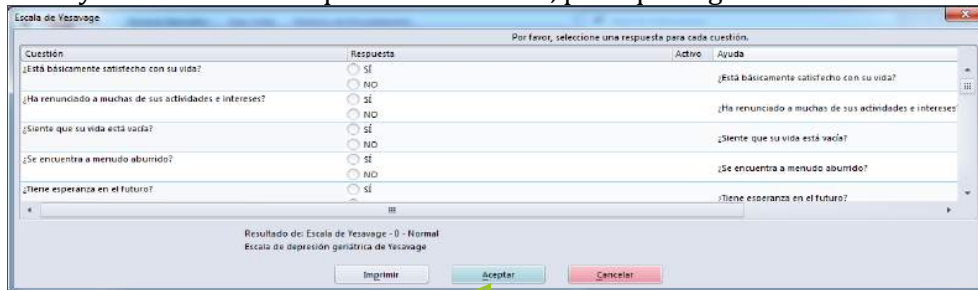 Escala de Yesavage
Por favor, seleccione una respuesta para cada cuestión.
Cuestión Respuesta Activo Ayuda
¿Está básicamente satisfecho con su vida? SÍ
NO ¿Está básicamente satisfecho con su vida?
¿Ha renunciado a muchas de sus actividades e intereses? SÍ
NO ¿Ha renunciado a muchas de sus actividades e intereses?
¿Siente que su vida está vacía? SÍ
NO ¿Siente que su vida está vacía?
¿Se encuentra a menudo aburrido? SÍ
NO ¿Se encuentra a menudo aburrido?
¿Tiene esperanza en el futuro? SÍ
¿Tiene esperanza en el futuro?
Resultado de: Escala de Yesavage - 0 - Normal
Escala de depresión geriátrica de Yesavage
Imprimir Aceptar Cancelar